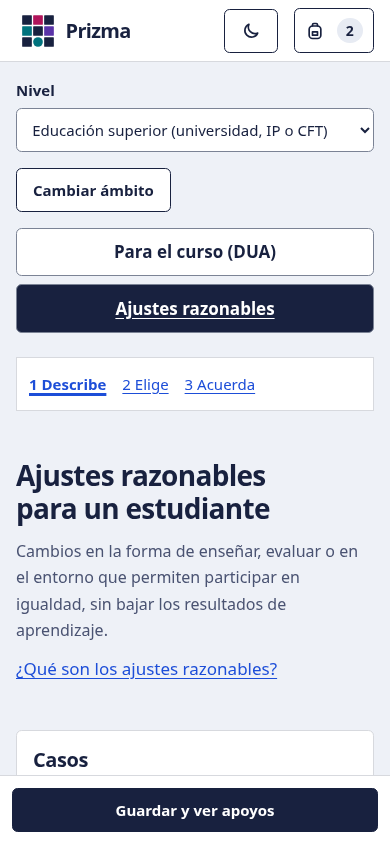 Prizma
2
Nivel
Educación superior (universidad, IP o CFT)
Cambiar ámbito
Para el curso (DUA)
Ajustes razonables
1 Describe 2 Elige 3 Acuerda
Ajustes razonables
para un estudiante
Cambios en la forma de enseñar, evaluar o en
el entorno que permiten participar en
igualdad, sin bajar los resultados de
aprendizaje.
¿Qué son los ajustes razonables?
Casos
Guardar y ver apoyos